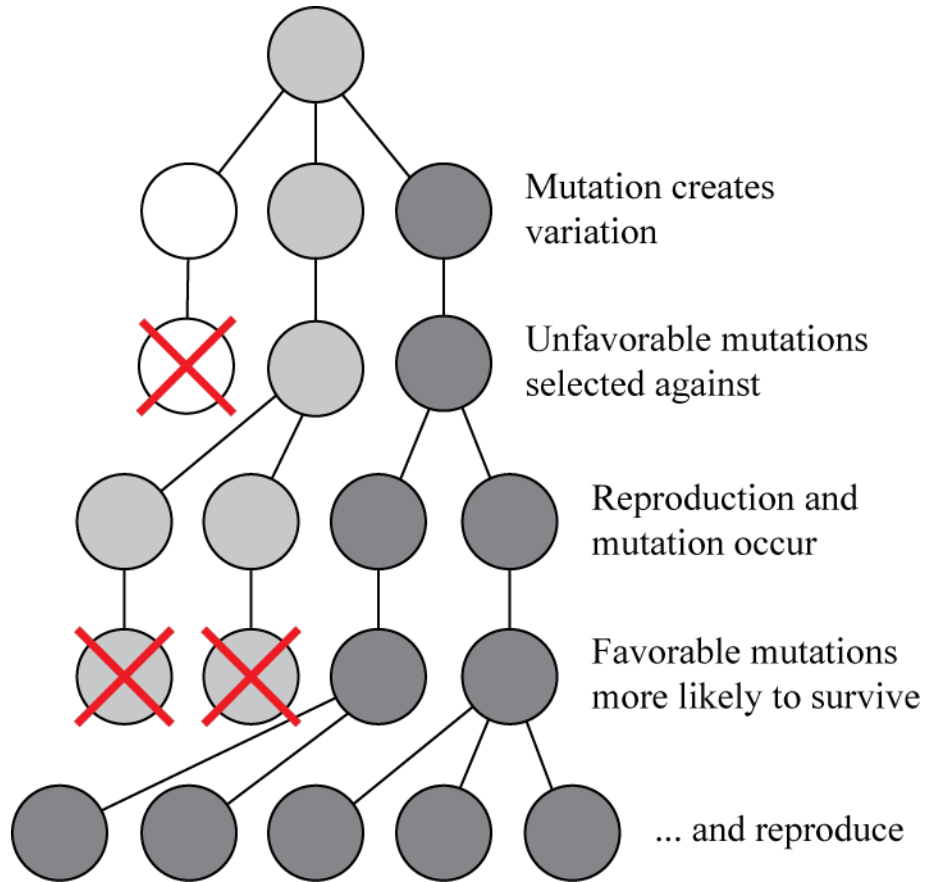 Mutation creates
variation
Unfavorable mutations
selected against
Reproduction and
mutation occur
Favorable mutations
more likely to survive
... and reproduce